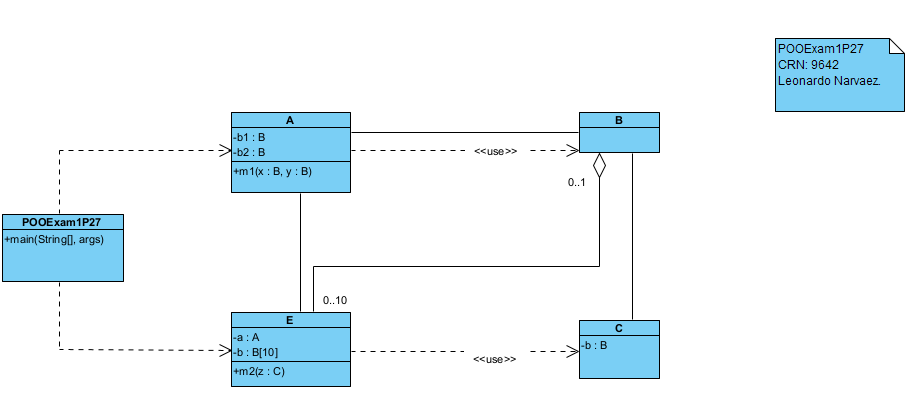 POOExam1P27
CRN: 9642
Leonardo Narvaez.
A
-b1 : B
-b2 : B
+m1(x : B, y : B)
<<use>>
B
0..1
POOExam1P27
+main(String[], args)
0..10
E
-a : A
-b : B[10]
+m2(z : C)
<<use>>
C
-b : B